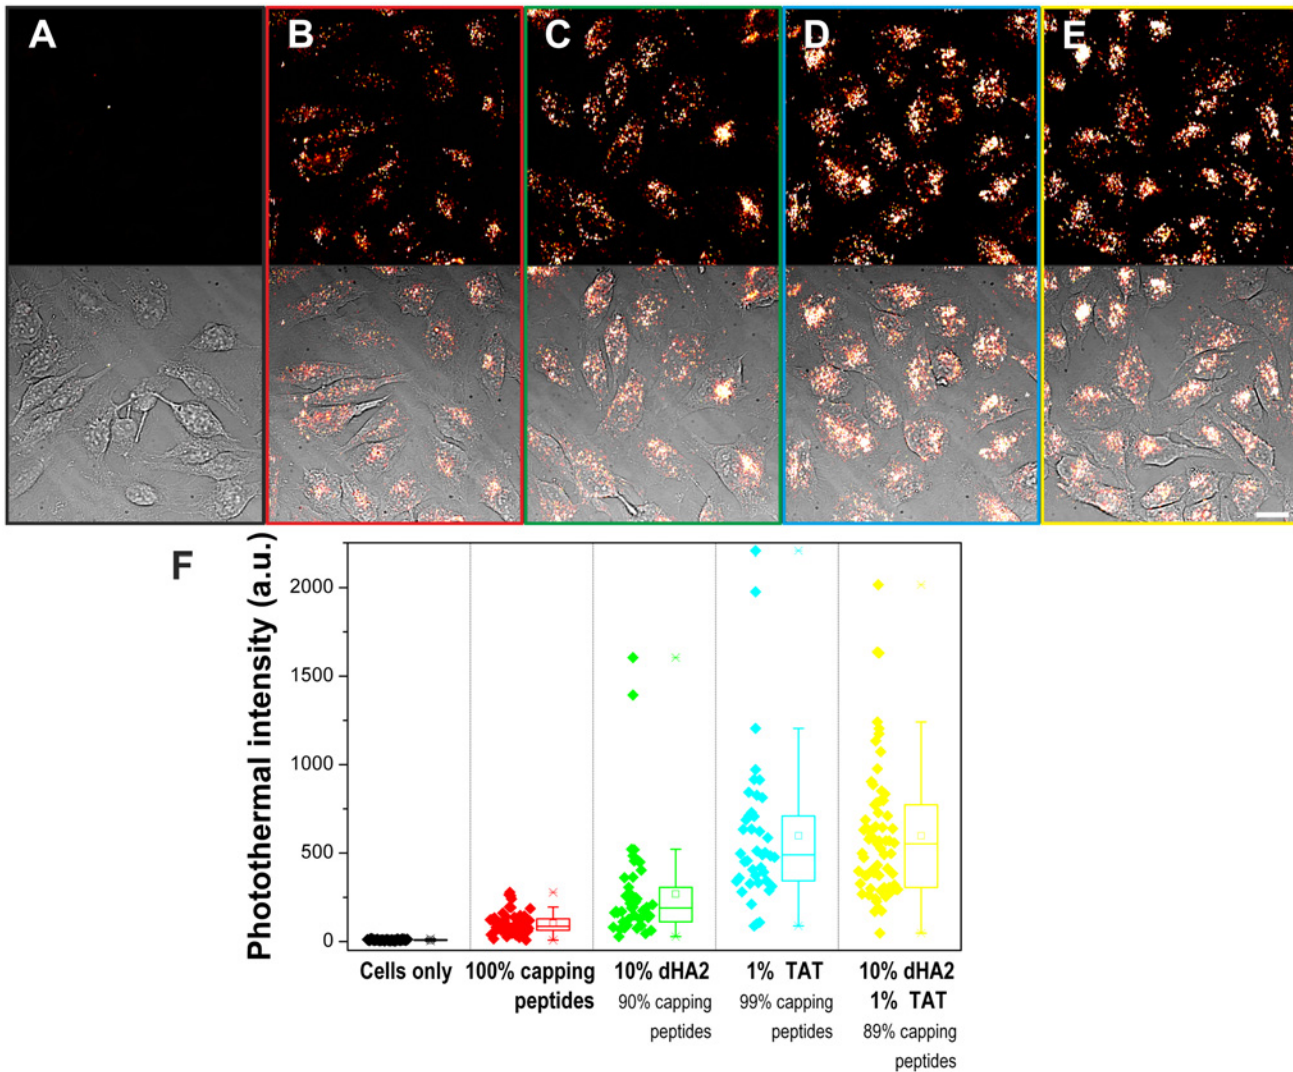 A
B
C
D
E
F
Photothermal intensity (a.u.)
2000
1500
1000
500
0
Cells only
100% capping
peptides
10% dHA2
90% capping
peptides
1% TAT
99% capping
peptides
10% dHA2
1% TAT
89% capping
peptides